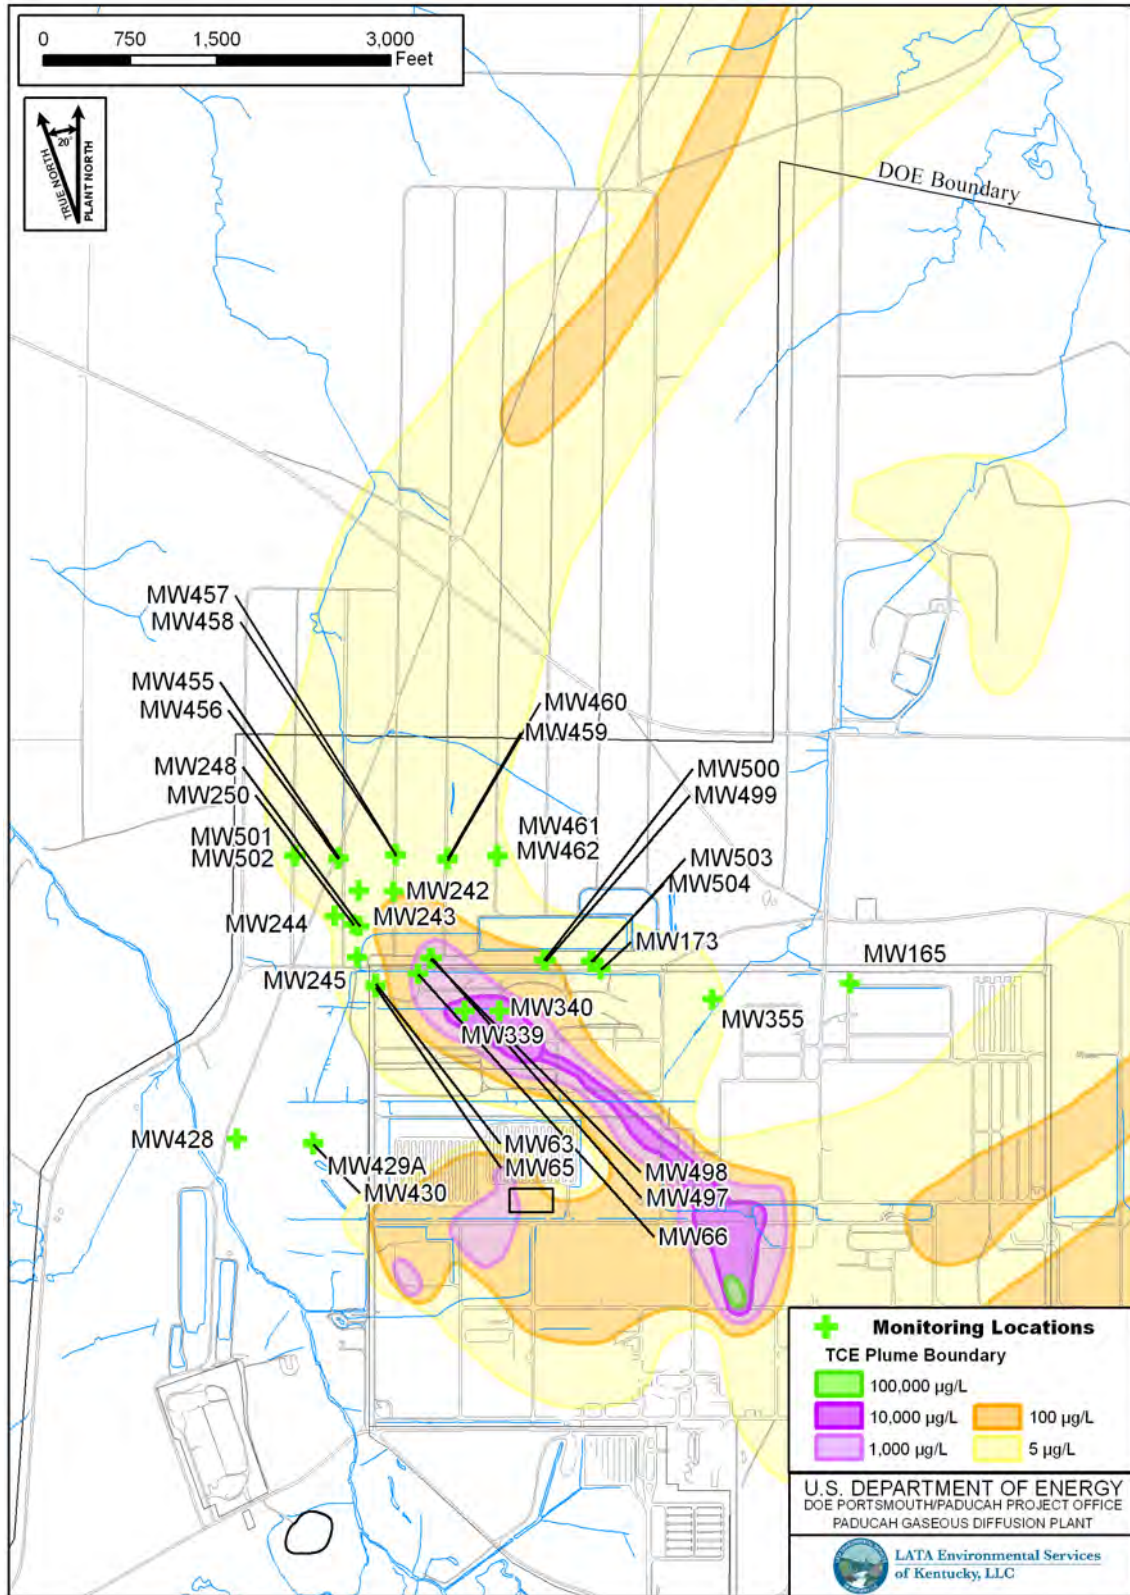 0 750 1,500 3,000
Feet
20°
TRUE NORTH
PLANT NORTH
DOE Boundary
MW457
MW458
MW455
MW456
MW460
MW459
MW248
MW250
MW500
MW499
MW501
MW502
MW461
MW462
MW503
MW504
MW242
MW243
MW244
MW173
MW165
MW245
MW340
MW339
MW355
MW428
MW429A
MW430
MW63
MW65
MW498
MW497
MW66
Monitoring Locations
TCE Plume Boundary
100,000 µg/L
10,000 µg/L 100 µg/L
1,000 µg/L 5 µg/L
U.S. DEPARTMENT OF ENERGY
DOE PORTSMOUTH/PADUCAH PROJECT OFFICE
PADUCAH GASEOUS DIFFUSION PLANT
LATA Environmental Services
of Kentucky, LLC